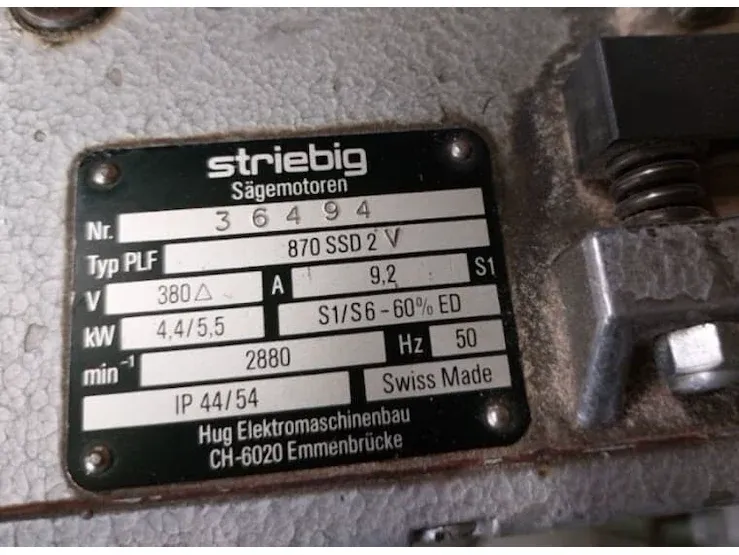 striebig
Sägemotoren
Nr. 36494
Typ PLF 870 SSD 2 V
V 380△ A 9,2 S1
kW 4,4/5,5 S1/S6-60% ED
min⁻¹ 2880 Hz 50
IP 44/54 Swiss Made
Hug Elektromaschinenbau
CH-6020 Emmenbrücke